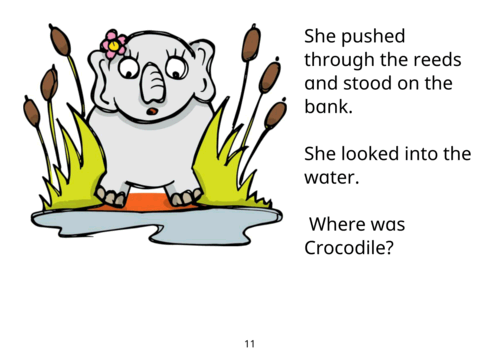 She pushed
through the reeds
and stood on the
bank.
She looked into the
water.
Where was
Crocodile?
11